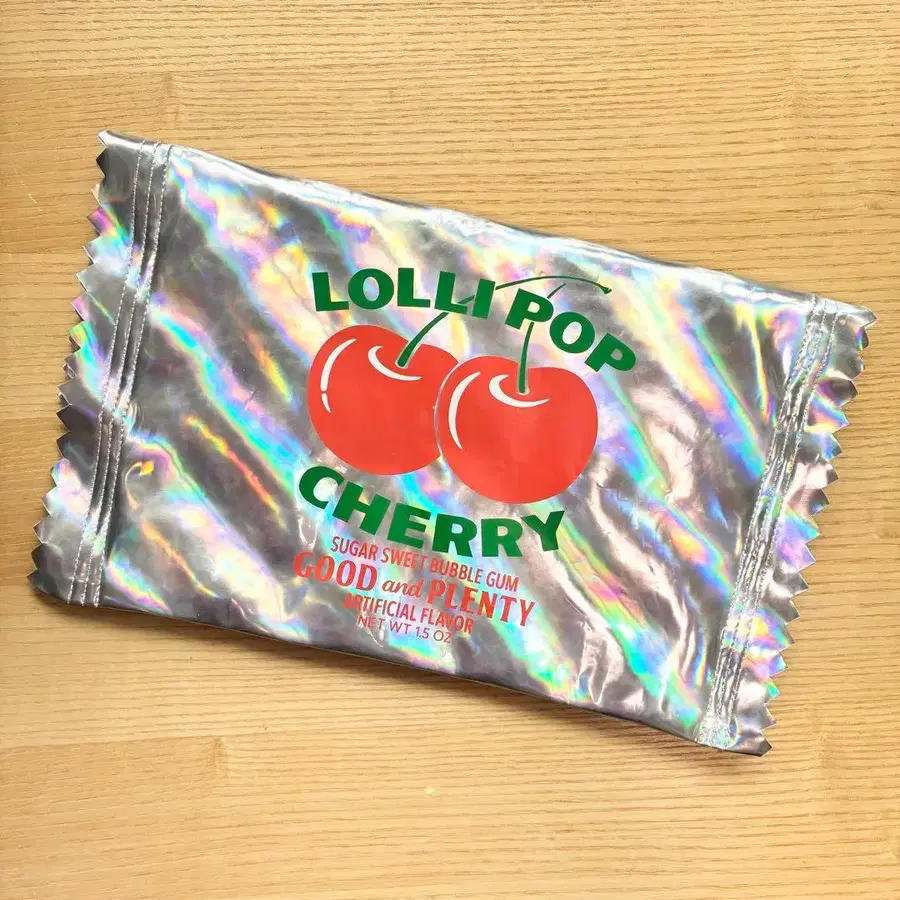 LOLLI POP
CHERRY
SUGAR SWEET BUBBLE GUM
GOOD and PLENTY
ARTIFICIAL FLAVOR
NET WT 1.5 OZ